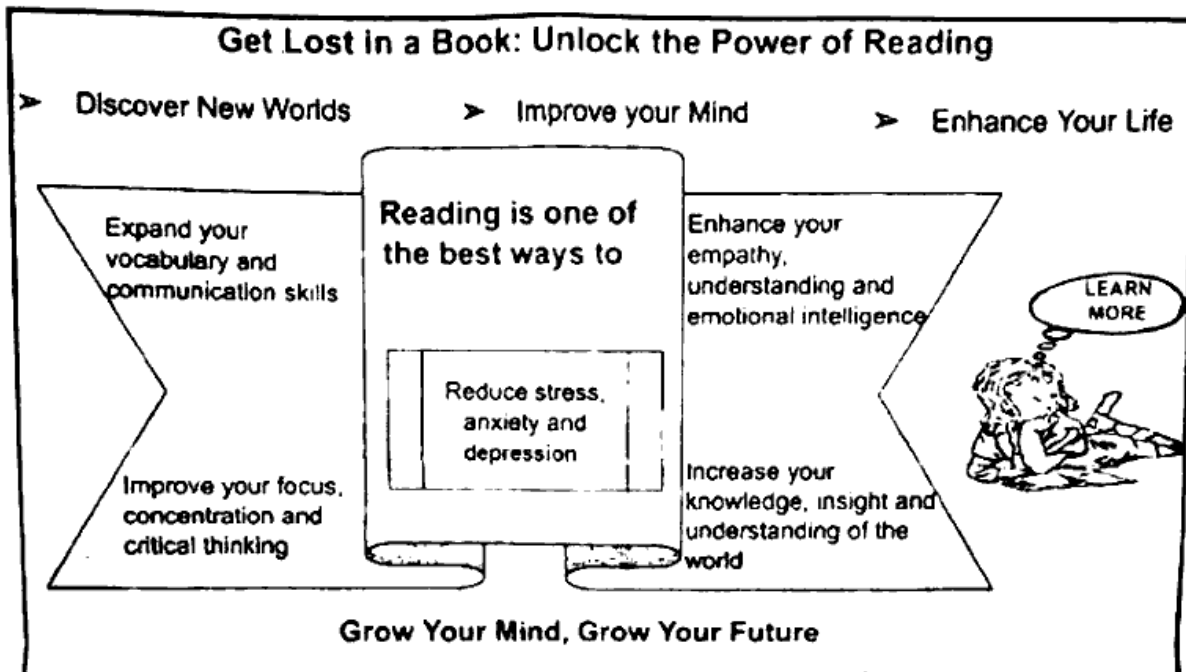 Get Lost in a Book: Unlock the Power of Reading
➤ Discover New Worlds ➤ Improve your Mind ➤ Enhance Your Life
Expand your
vocabulary and
communication skills
Improve your focus,
concentration and
critical thinking
Reading is one of
the best ways to
Reduce stress,
anxiety and
depression
Enhance your
empathy,
understanding and
emotional intelligence
Increase your
knowledge, insight and
understanding of the
world
LEARN
MORE
Grow Your Mind, Grow Your Future